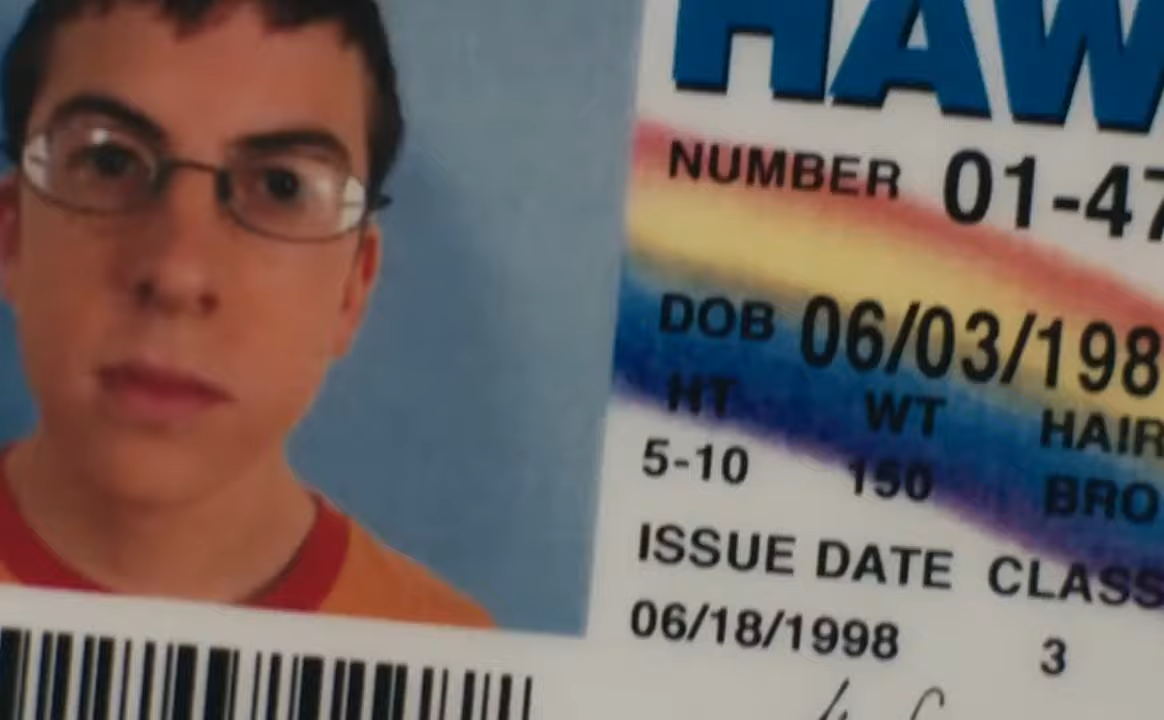 HAW
NUMBER 01-47
DOB 06/03/198
HT WT HAIR
5-10 150 BRO
ISSUE DATE CLASS
06/18/1998 3